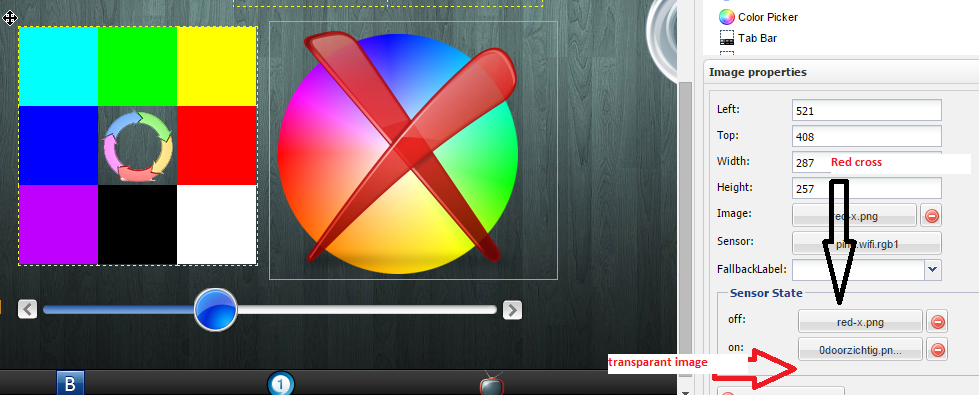 Color Picker
Tab Bar
Image properties
Left: 521
Top: 408
Width: 287 Red cross
Height: 257
Image: red-x.png
Sensor: wifi.rgb1
FallbackLabel:
Sensor State
off: red-x.png
on: 0doorzichtig.pn...
transparant image
B 1